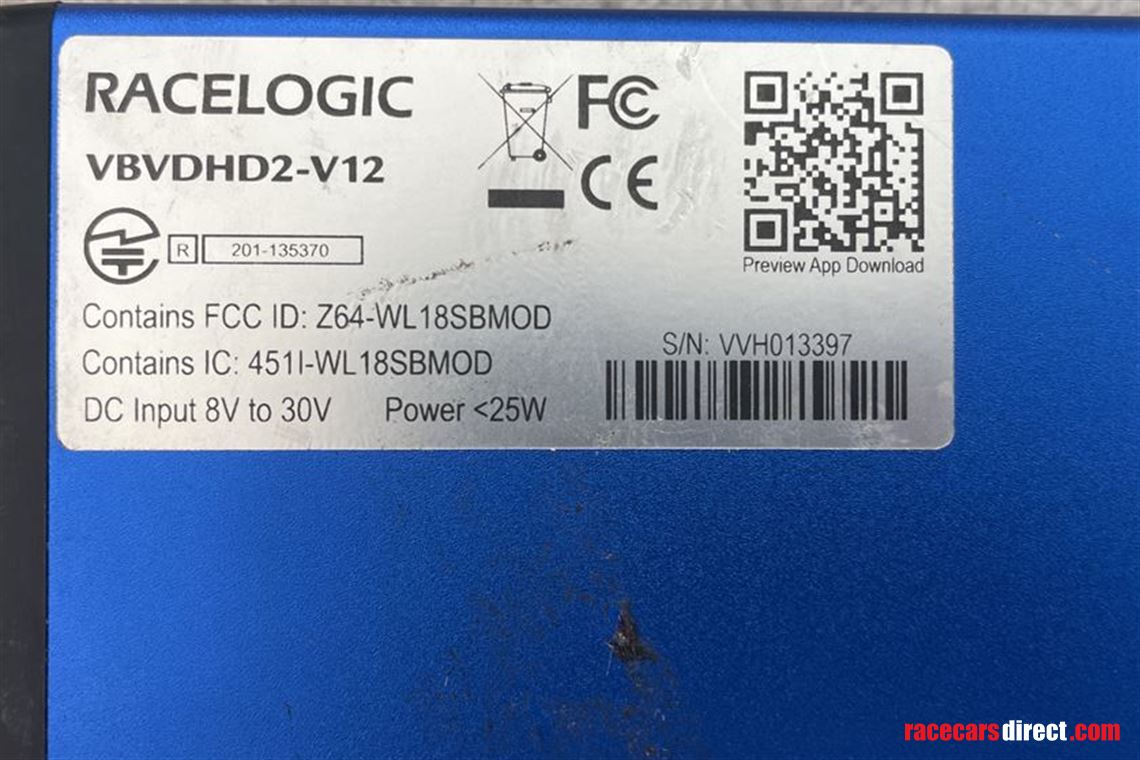 RACELOGIC
VBVDHD2-V12
R 201-135370
FC
CE
Preview App Download
Contains FCC ID: Z64-WL18SBMOD
Contains IC: 451I-WL18SBMOD
DC Input 8V to 30V Power <25W
S/N: VVH013397
racecarsdirect.com